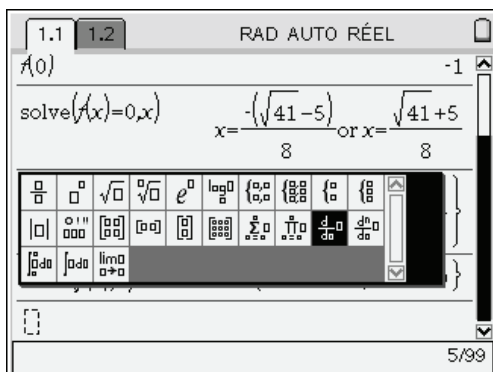 1.1 1.2 RAD AUTO RÉEL
f(0) -1
solve(f(x)=0,x) x=-(√41-5)/8 or x=(√41+5)/8
5/99